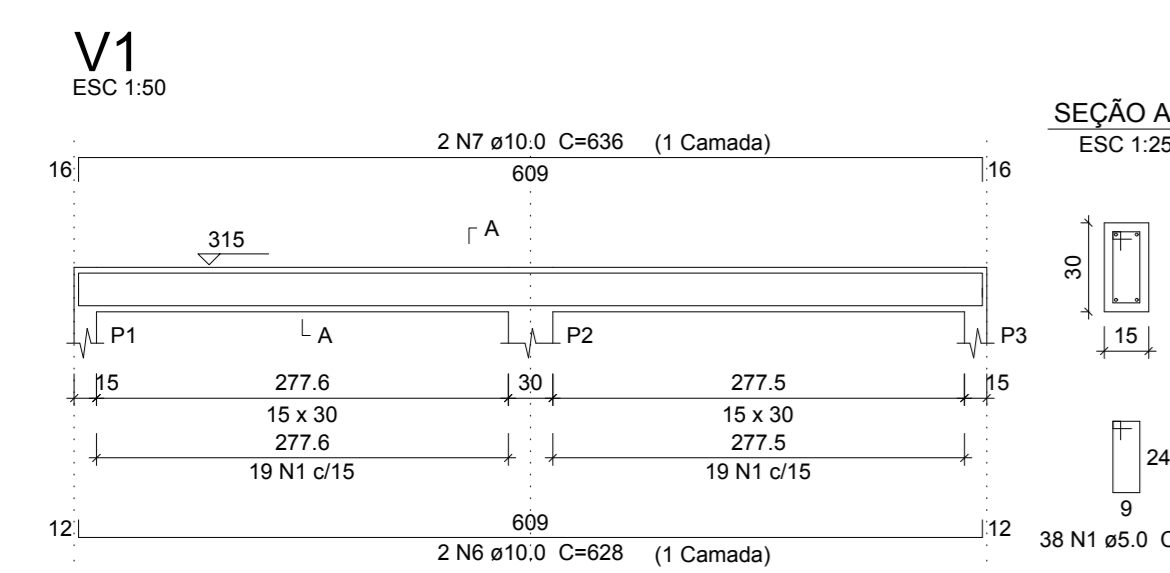 V1
ESC 1:50
2 N7 ø10.0 C=636 (1 Camada)
16 609 16
A
315
P1 A P2 P3
15 277.6 30 277.5 15
15 x 30 15 x 30
277.6 277.5
19 N1 c/15 19 N1 c/15
12 609 12
2 N6 ø10.0 C=628 (1 Camada)
SEÇÃO A
ESC 1:25
30
15
24
9
38 N1 ø5.0 C